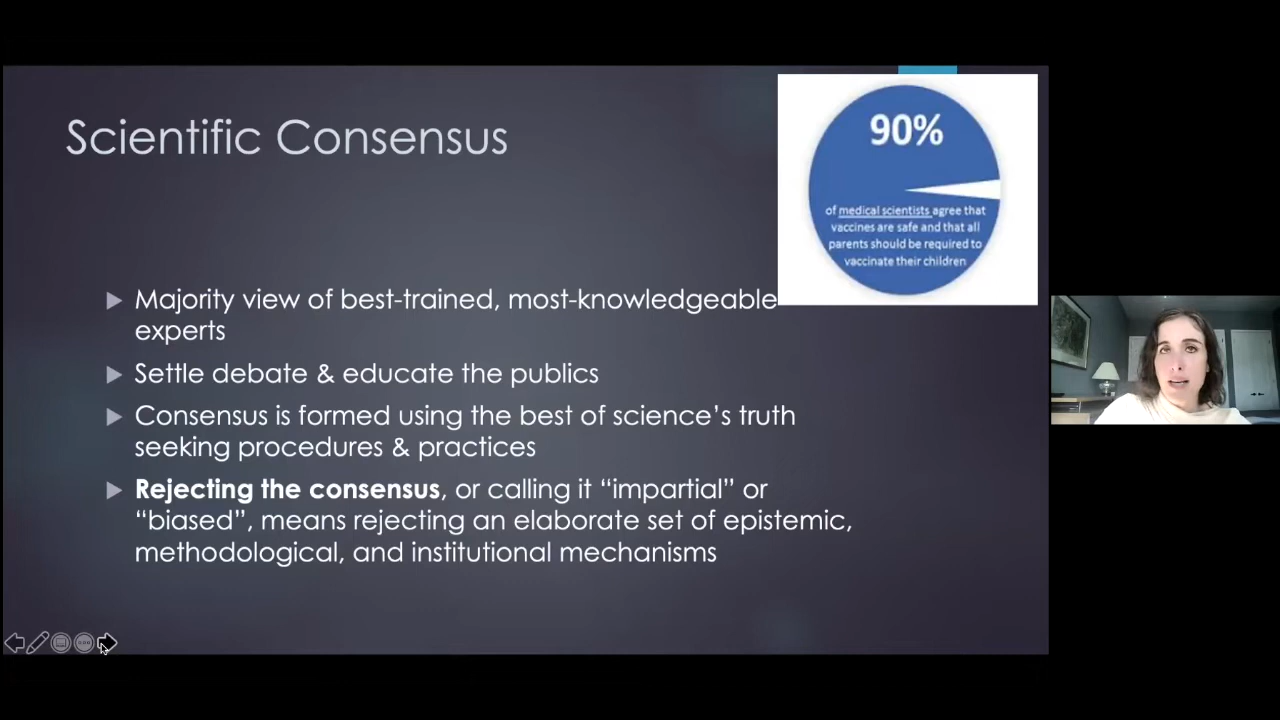 Scientific Consensus
90%
of medical scientists agree that
vaccines are safe and that all
parents should be required to
vaccinate their children
Majority view of best-trained, most-knowledgeable
experts
Settle debate & educate the publics
Consensus is formed using the best of science’s truth
seeking procedures & practices
Rejecting the consensus, or calling it “impartial” or
“biased”, means rejecting an elaborate set of epistemic,
methodological, and institutional mechanisms